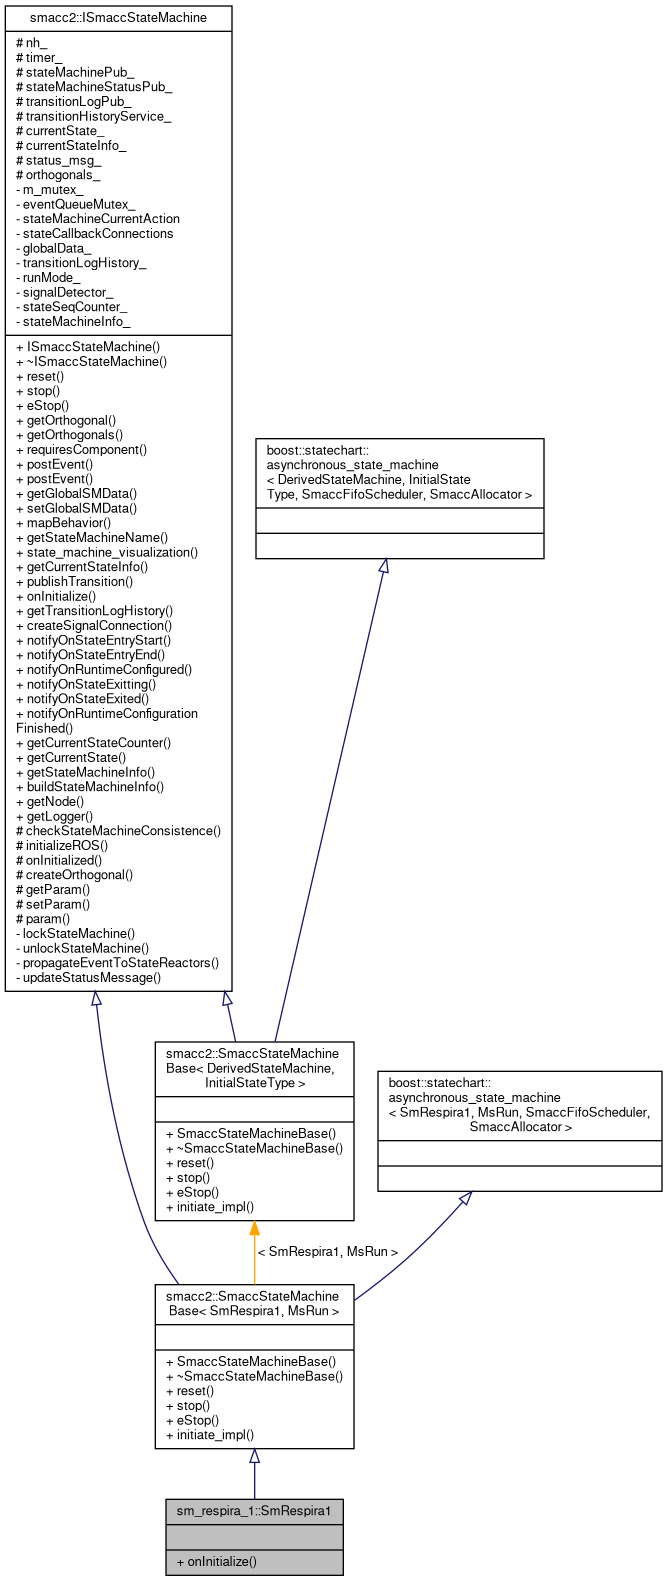 smacc2::ISmaccStateMachine
# nh_
# timer_
# stateMachinePub_
# stateMachineStatusPub_
# transitionLogPub_
# transitionHistoryService_
# currentState_
# currentStateInfo_
# status_msg_
# orthogonals_
- m_mutex_
- eventQueueMutex_
- stateMachineCurrentAction
- stateCallbackConnections
- globalData_
- transitionLogHistory_
- runMode_
- signalDetector_
- stateSeqCounter_
- stateMachineInfo_
+ ISmaccStateMachine()
+ ~ISmaccStateMachine()
+ reset()
+ stop()
+ eStop()
+ getOrthogonal()
+ getOrthogonals()
+ requiresComponent()
+ postEvent()
+ postEvent()
+ getGlobalSMData()
+ setGlobalSMData()
+ mapBehavior()
+ getStateMachineName()
+ state_machine_visualization()
+ getCurrentStateInfo()
+ publishTransition()
+ onInitialize()
+ getTransitionLogHistory()
+ createSignalConnection()
+ notifyOnStateEntryStart()
+ notifyOnStateEntryEnd()
+ notifyOnRuntimeConfigured()
+ notifyOnStateExitting()
+ notifyOnStateExited()
+ notifyOnRuntimeConfiguration
Finished()
+ getCurrentStateCounter()
+ getCurrentState()
+ getStateMachineInfo()
+ buildStateMachineInfo()
+ getNode()
+ getLogger()
# checkStateMachineConsistence()
# initializeROS()
# onInitialized()
# createOrthogonal()
# getParam()
# setParam()
# param()
- lockStateMachine()
- unlockStateMachine()
- propagateEventToStateReactors()
- updateStatusMessage()
boost::statechart::
asynchronous_state_machine
< DerivedStateMachine, InitialState
Type, SmaccFifoScheduler, SmaccAllocator >
smacc2::SmaccStateMachine
Base< DerivedStateMachine,
InitialStateType >
+ SmaccStateMachineBase()
+ ~SmaccStateMachineBase()
+ reset()
+ stop()
+ eStop()
+ initiate_impl()
boost::statechart::
asynchronous_state_machine
< SmRespira1, MsRun, SmaccFifoScheduler,
SmaccAllocator >
< SmRespira1, MsRun >
smacc2::SmaccStateMachine
Base< SmRespira1, MsRun >
+ SmaccStateMachineBase()
+ ~SmaccStateMachineBase()
+ reset()
+ stop()
+ eStop()
+ initiate_impl()
sm_respira_1::SmRespira1
+ onInitialize()